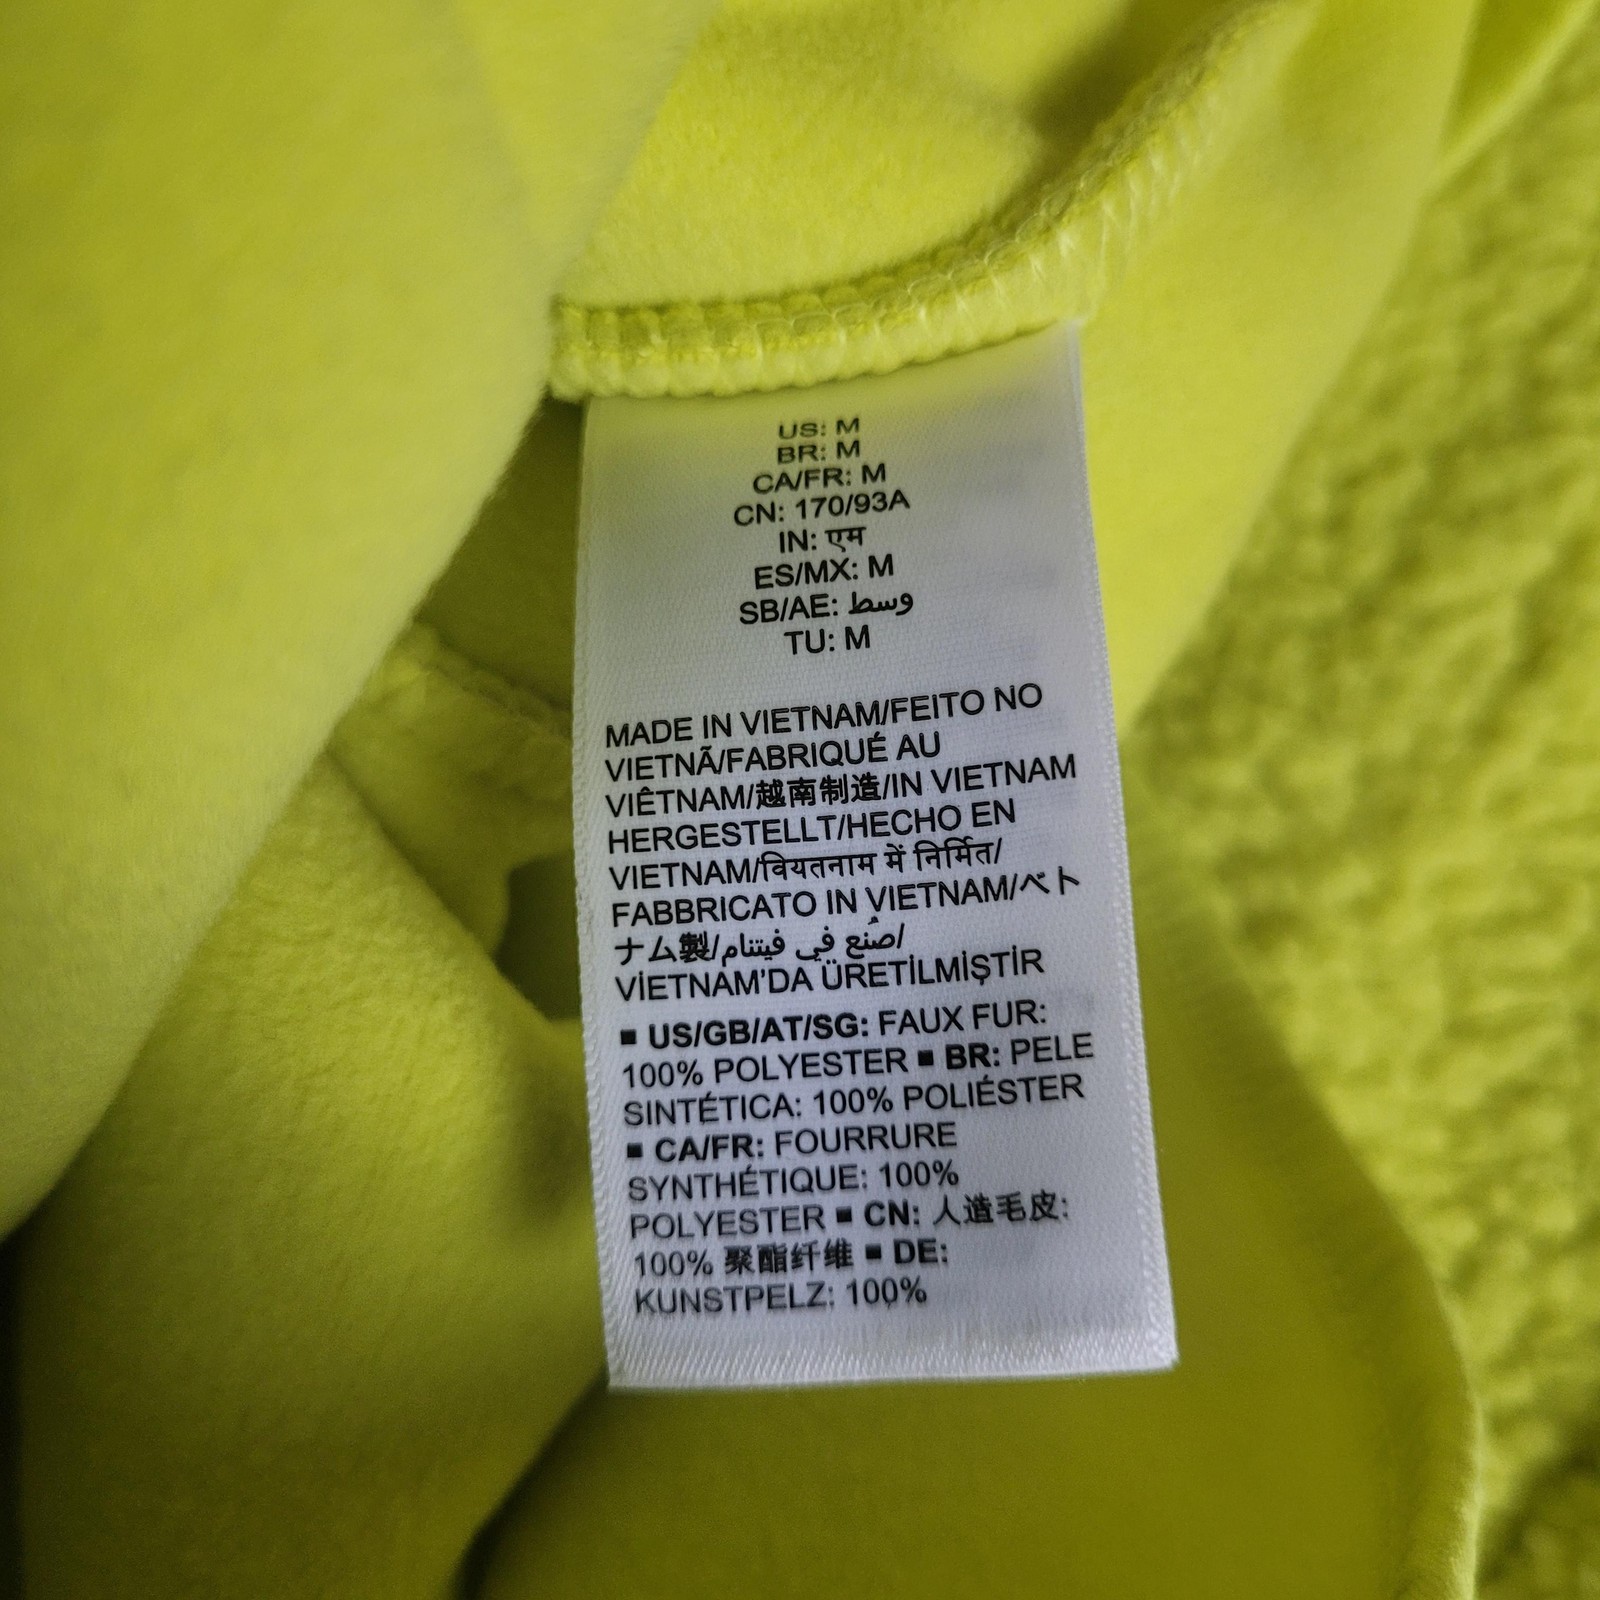 US: M
BR: M
CA/FR: M
CN: 170/93A
IN: एम
ES/MX: M
SB/AE: وسط
TU: M
MADE IN VIETNAM/FEITO NO
VIETNÃ/FABRIQUÉ AU
VIÊTNAM/越南制造/IN VIETNAM
HERGESTELLT/HECHO EN
VIETNAM/वियतनाम में निर्मित/
FABBRICATO IN VIETNAM/ベト
ナム製/صُنع في فيتنام/
VİETNAM'DA ÜRETİLMİŞTİR
▪ US/GB/AT/SG: FAUX FUR:
100% POLYESTER ▪ BR: PELE
SINTÉTICA: 100% POLIÉSTER
▪ CA/FR: FOURRURE
SYNTHÉTIQUE: 100%
POLYESTER ▪ CN: 人造毛皮:
100% 聚酯纤维 ▪ DE:
KUNSTPELZ: 100%